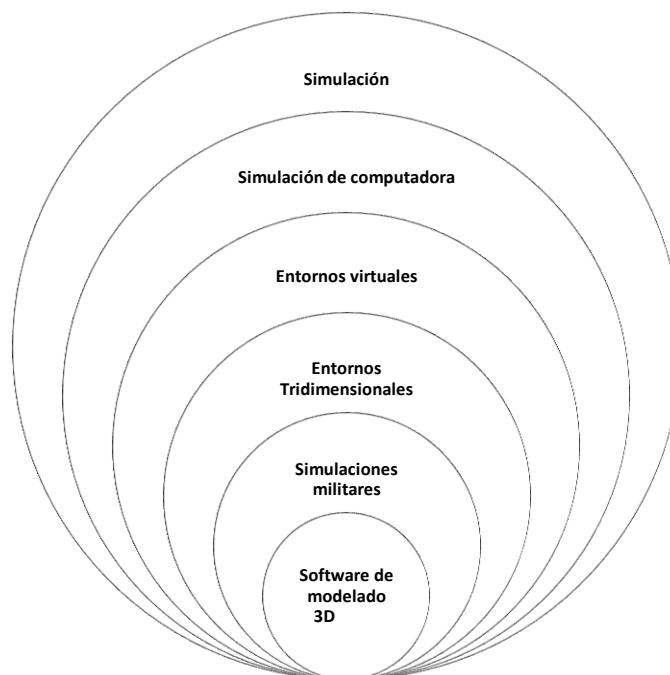 Simulación
Simulación de computadora
Entornos virtuales
Entornos
Tridimensionales
Simulaciones
militares
Software de
modelado
3D